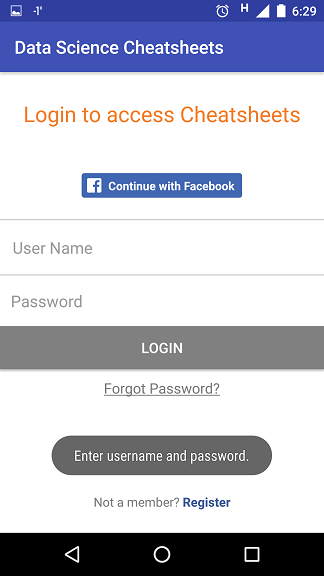 -1' H 6:29
Data Science Cheatsheets
Login to access Cheatsheets
Continue with Facebook
User Name
Password
LOGIN
Forgot Password?
Enter username and password.
Not a member? Register